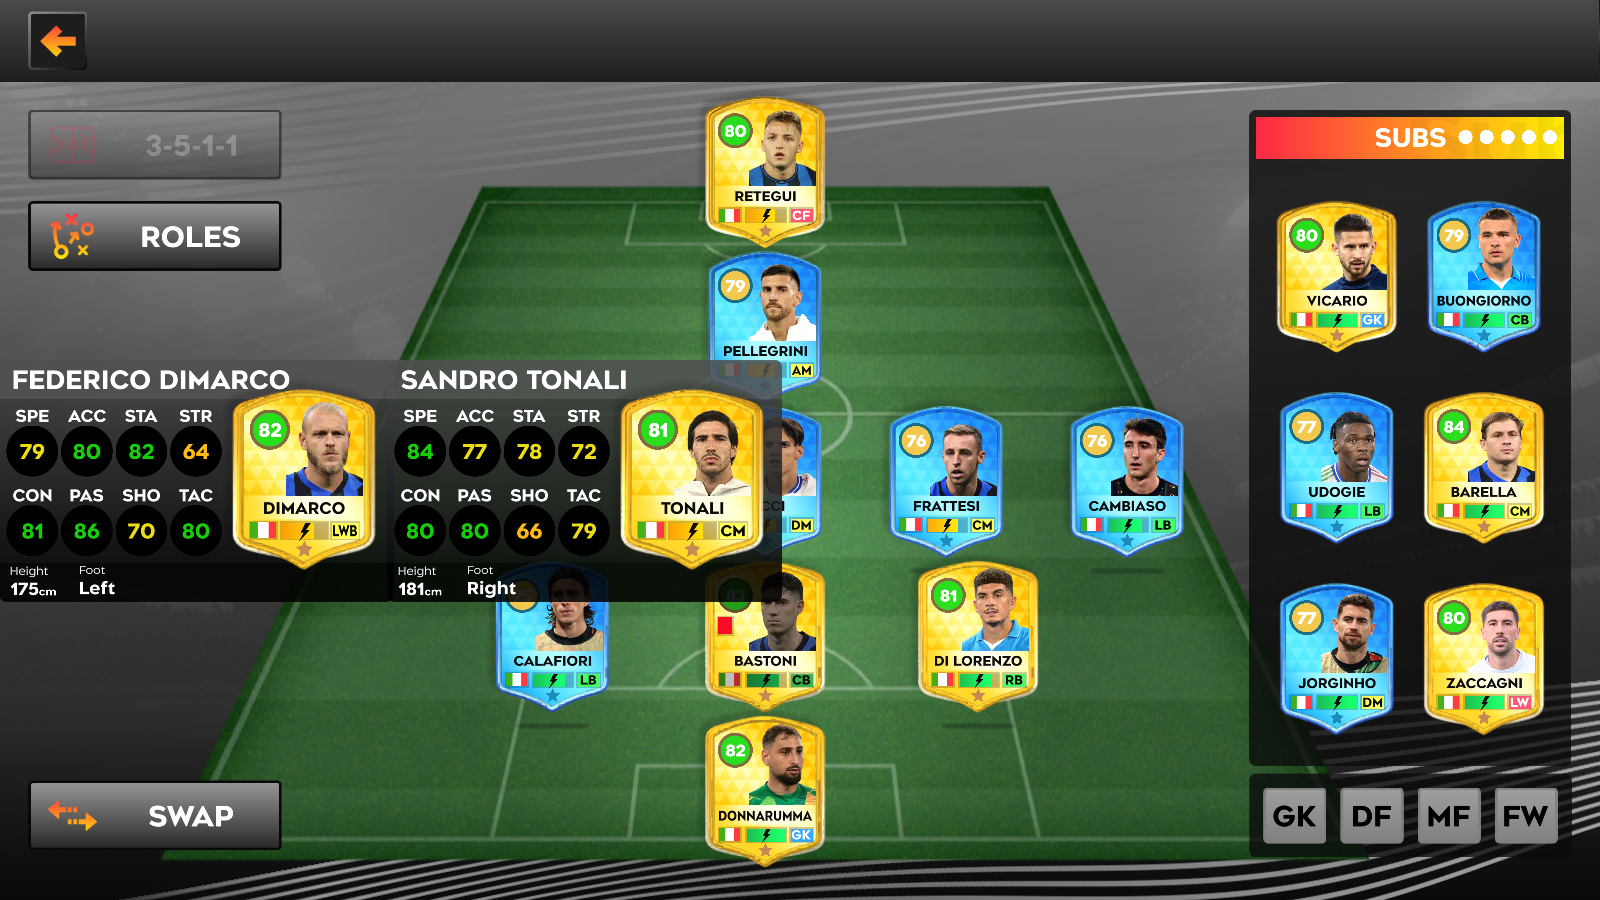 3-5-1-1
ROLES
80
RETEGUI
CF
79
PELLEGRINI
AM
FEDERICO DIMARCO
SPE ACC STA STR
79 80 82 64
CON PAS SHO TAC
81 86 70 80
Height Foot
175cm Left
82
DIMARCO
LWB
SANDRO TONALI
SPE ACC STA STR
84 77 78 72
CON PAS SHO TAC
80 80 66 79
Height Foot
181cm Right
81
TONALI
CM
CCI
DM
76
FRATTESI
CM
76
CAMBIASO
LB
CALAFIORI
LB
83
BASTONI
CB
81
DI LORENZO
RB
82
DONNARUMMA
GK
SWAP
SUBS
80
VICARIO
GK
79
BUONGIORNO
CB
77
UDOGIE
LB
84
BARELLA
CM
77
JORGINHO
DM
80
ZACCAGNI
LW
GK DF MF FW